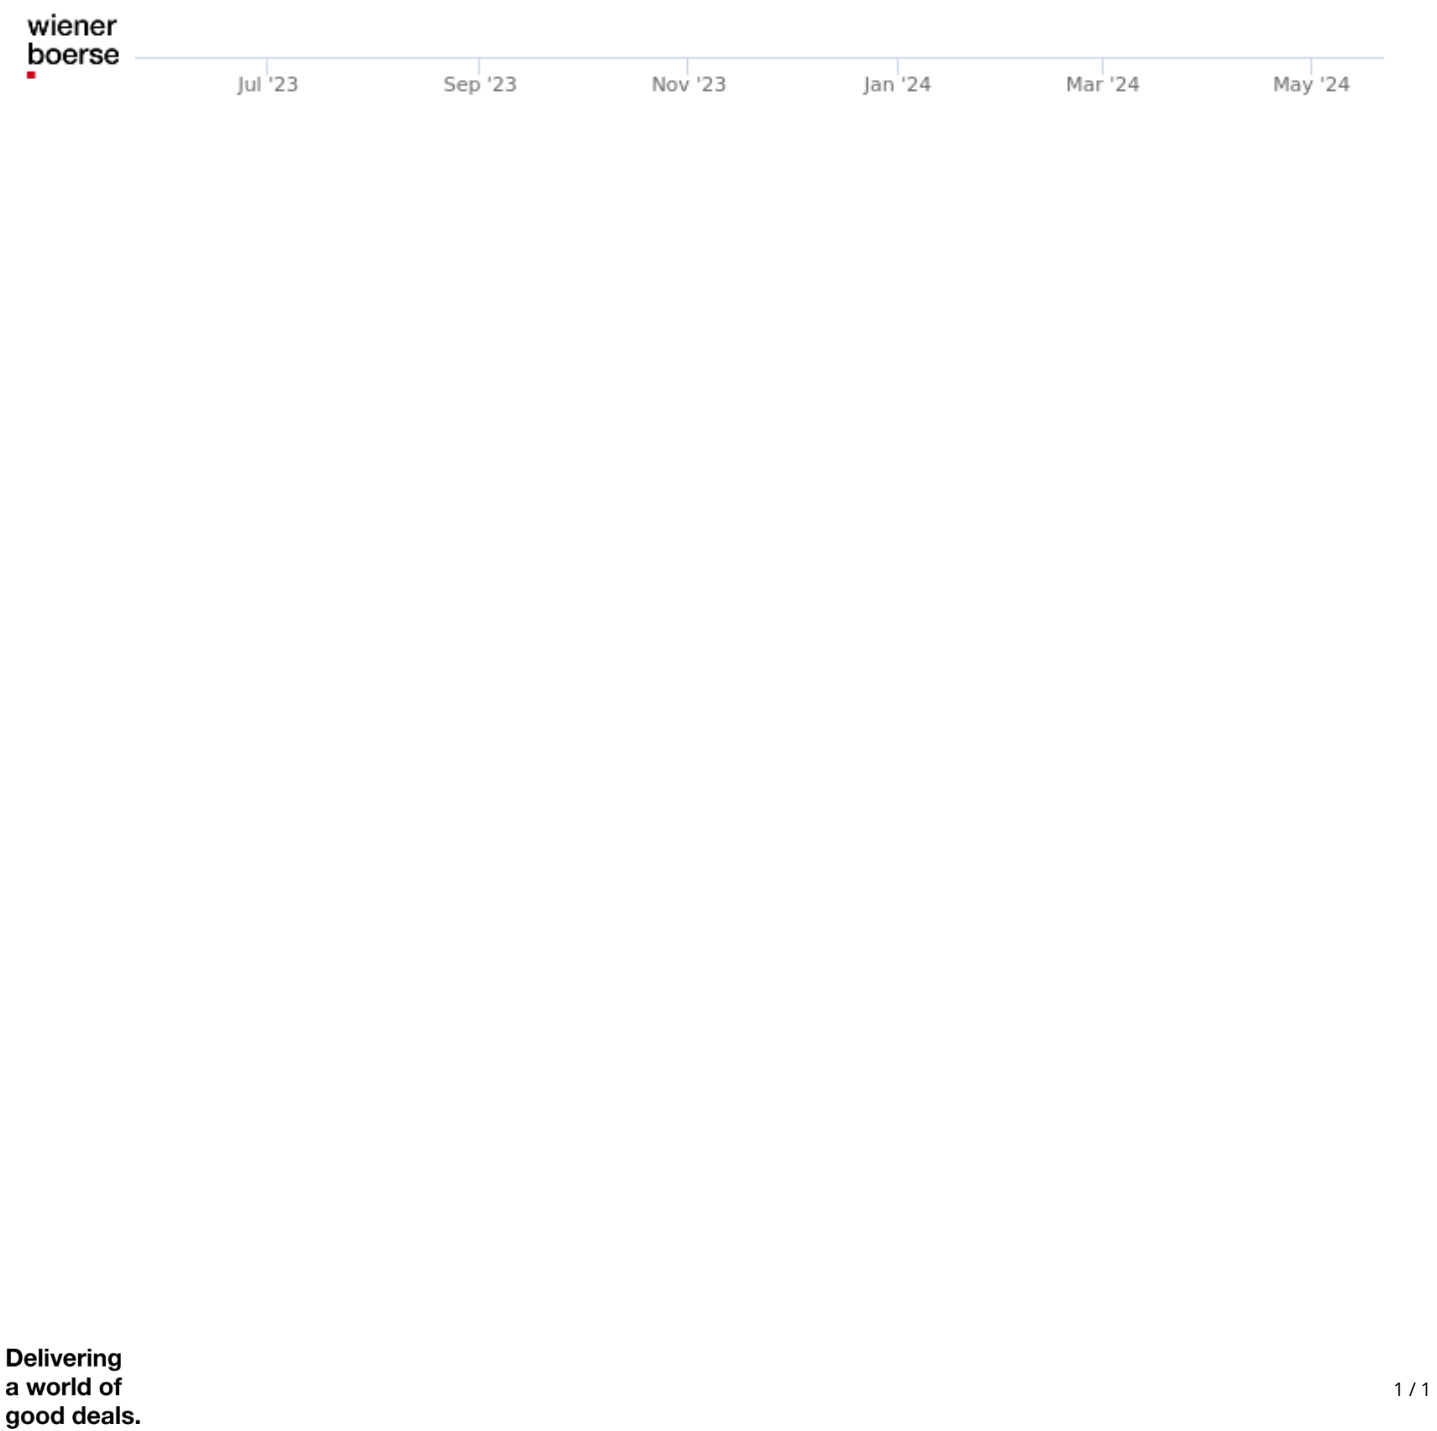 wiener
boerse
Jul '23 Sep '23 Nov '23 Jan '24 Mar '24 May '24
Delivering
a world of
good deals.
1 / 1